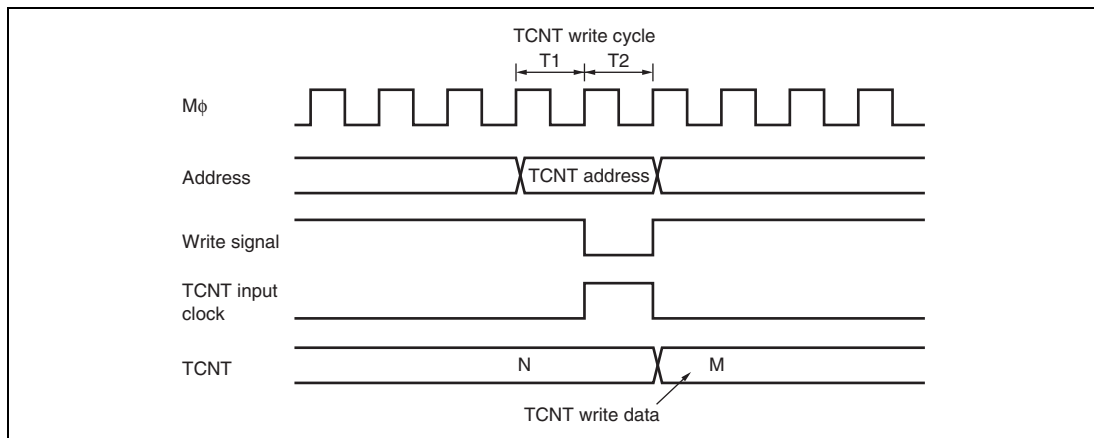 TCNT write cycle
T1 T2
Mφ
Address
TCNT address
Write signal
TCNT input
clock
TCNT
N
M
TCNT write data